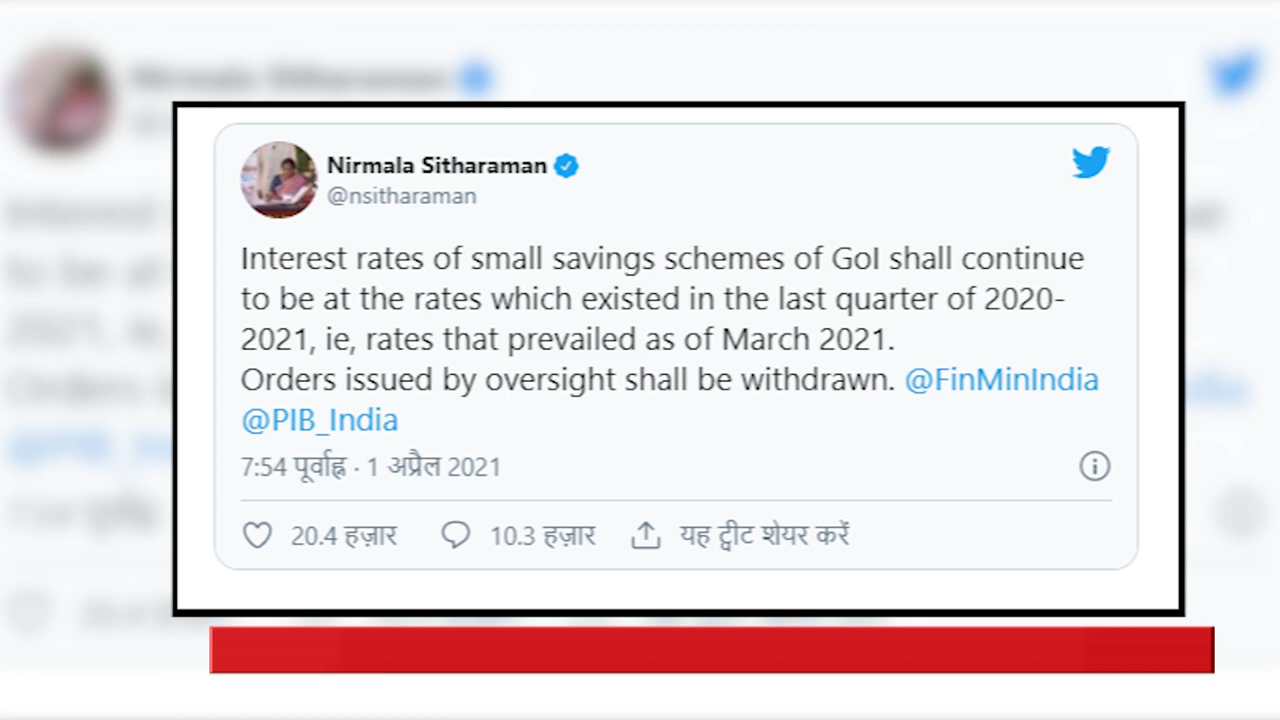 Nirmala Sitharaman
@nsitharaman
Interest rates of small savings schemes of GoI shall continue
to be at the rates which existed in the last quarter of 2020-
2021, ie, rates that prevailed as of March 2021.
Orders issued by oversight shall be withdrawn. @FinMinIndia
@PIB_India
7:54 पूर्वाह्न · 1 अप्रैल 2021
20.4 हज़ार 10.3 हज़ार यह ट्वीट शेयर करें